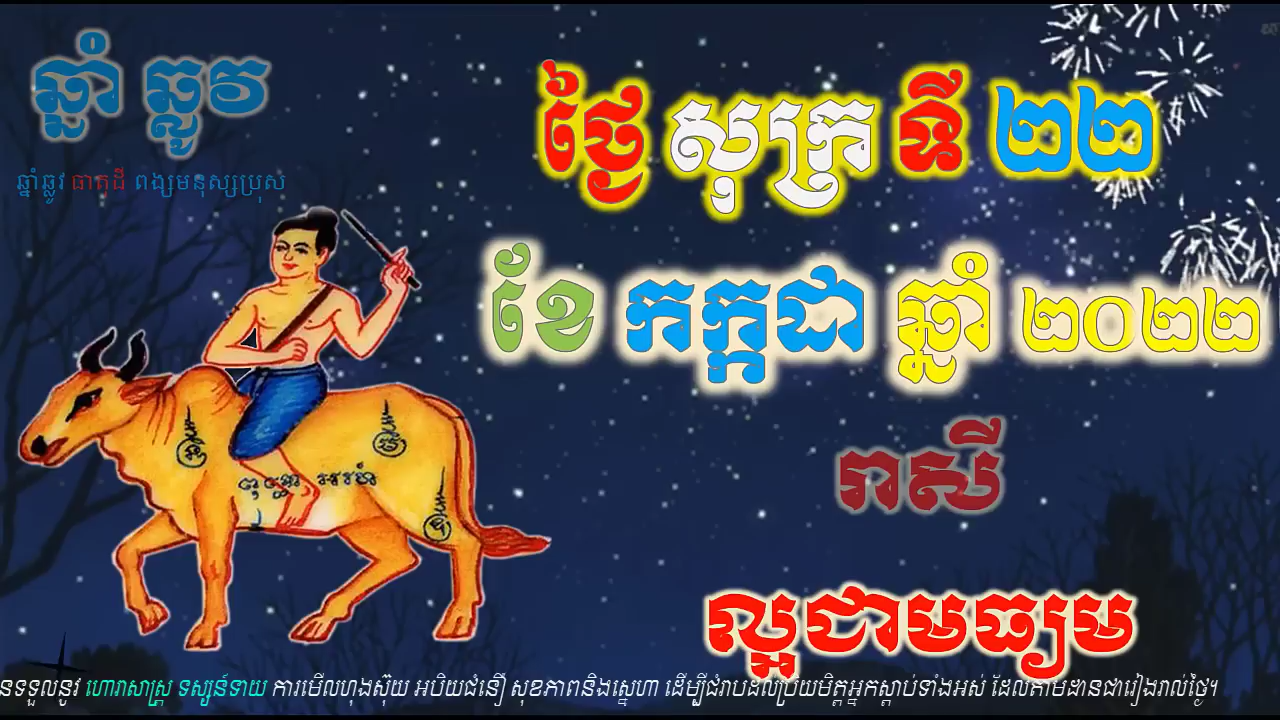 ឆ្នាំ ឆ្លូវ
ឆ្នាំឆ្លូវ ធាតុដី ពង្សមនុស្សប្រុស
ថ្ងៃ សុក្រ ទី ២២
ខែ កក្កដា ឆ្នាំ ២០២២
រាសី
ល្អជាមធ្យម
នទទួលនូវ ហោរាសាស្ត្រ ទស្សន៍ទាយ ការមើលហុងស៊ុយ អបិយជំនឿ សុខភាពនិងស្នេហា ដើម្បីជំរាបដល់ប្រិយមិត្តអ្នកស្តាប់ទាំងអស់ ដែលតាមដានជារៀងរាល់ថ្ងៃ។